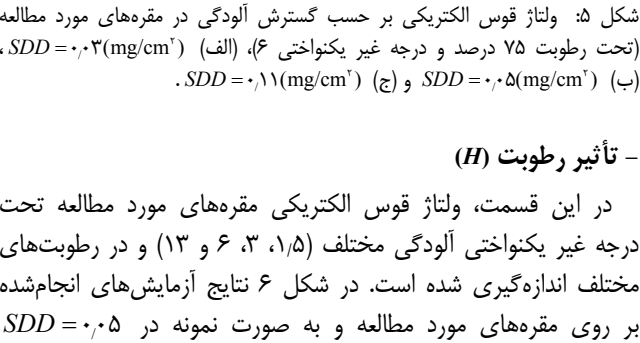 شکل ۵: ولتاژ قوس الکتریکی بر حسب گسترش آلودگی در مقره‌های مورد مطالعه
(تحت رطوبت ۷۵ درصد و درجه غیر یکنواختی ۶)، (الف) SDD = ۰٫۰۳(mg/cm۲)،
(ب) SDD = ۰٫۰۵(mg/cm۲) و (ج) SDD = ۰٫۱۱(mg/cm۲).
- تأثیر رطوبت (H)
در این قسمت، ولتاژ قوس الکتریکی مقره‌های مورد مطالعه تحت
درجه غیر یکنواختی آلودگی مختلف (۱٫۵، ۳، ۶ و ۱۳) و در رطوبت‌های
مختلف اندازه‌گیری شده است. در شکل ۶ نتایج آزمایش‌های انجام‌شده
بر روی مقره‌های مورد مطالعه و به صورت نمونه در SDD = ۰٫۰۵